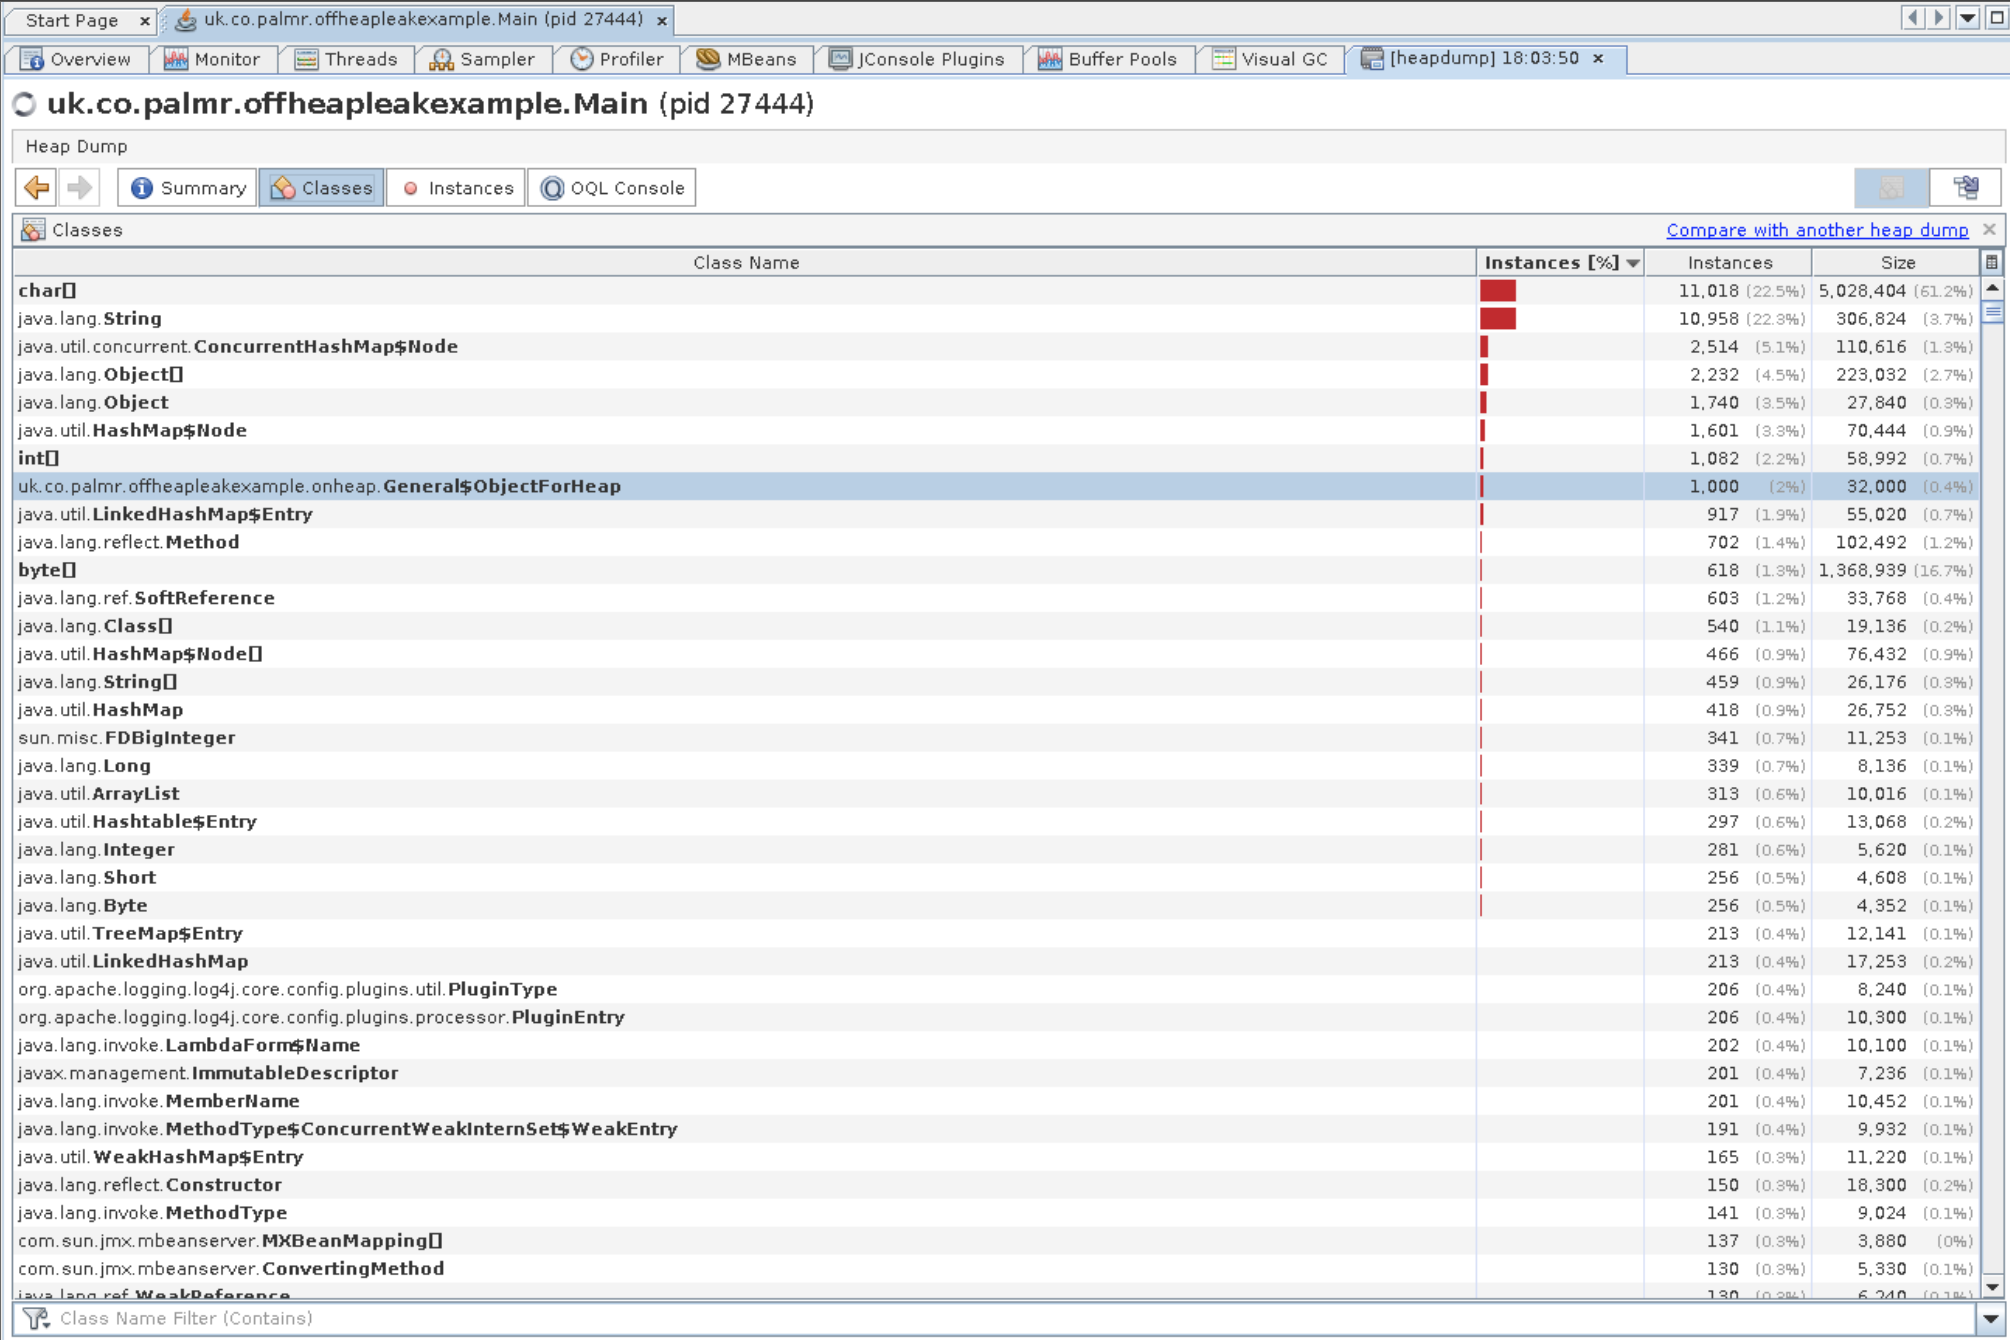 Start Page × uk.co.palmr.offheapleakexample.Main (pid 27444) ×
Overview Monitor Threads Sampler Profiler MBeans JConsole Plugins Buffer Pools Visual GC [heapdump] 18:03:50 ×
uk.co.palmr.offheapleakexample.Main (pid 27444)
Heap Dump
Summary Classes Instances OQL Console
Classes Compare with another heap dump
Class Name Instances [%] Instances Size
char[] 11,018 (22.5%) 5,028,404 (61.2%)
java.lang.String 10,958 (22.3%) 306,824 (3.7%)
java.util.concurrent.ConcurrentHashMap$Node 2,514 (5.1%) 110,616 (1.3%)
java.lang.Object[] 2,232 (4.5%) 223,032 (2.7%)
java.lang.Object 1,740 (3.5%) 27,840 (0.3%)
java.util.HashMap$Node 1,601 (3.3%) 70,444 (0.9%)
int[] 1,082 (2.2%) 58,992 (0.7%)
uk.co.palmr.offheapleakexample.onheap.General$ObjectForHeap 1,000 (2%) 32,000 (0.4%)
java.util.LinkedHashMap$Entry 917 (1.9%) 55,020 (0.7%)
java.lang.reflect.Method 702 (1.4%) 102,492 (1.2%)
byte[] 618 (1.3%) 1,368,939 (16.7%)
java.lang.ref.SoftReference 603 (1.2%) 33,768 (0.4%)
java.lang.Class[] 540 (1.1%) 19,136 (0.2%)
java.util.HashMap$Node[] 466 (0.9%) 76,432 (0.9%)
java.lang.String[] 459 (0.9%) 26,176 (0.3%)
java.util.HashMap 418 (0.9%) 26,752 (0.3%)
sun.misc.FDBigInteger 341 (0.7%) 11,253 (0.1%)
java.lang.Long 339 (0.7%) 8,136 (0.1%)
java.util.ArrayList 313 (0.6%) 10,016 (0.1%)
java.util.Hashtable$Entry 297 (0.6%) 13,068 (0.2%)
java.lang.Integer 281 (0.6%) 5,620 (0.1%)
java.lang.Short 256 (0.5%) 4,608 (0.1%)
java.lang.Byte 256 (0.5%) 4,352 (0.1%)
java.util.TreeMap$Entry 213 (0.4%) 12,141 (0.1%)
java.util.LinkedHashMap 213 (0.4%) 17,253 (0.2%)
org.apache.logging.log4j.core.config.plugins.util.PluginType 206 (0.4%) 8,240 (0.1%)
org.apache.logging.log4j.core.config.plugins.processor.PluginEntry 206 (0.4%) 10,300 (0.1%)
java.lang.invoke.LambdaForm$Name 202 (0.4%) 10,100 (0.1%)
javax.management.ImmutableDescriptor 201 (0.4%) 7,236 (0.1%)
java.lang.invoke.MemberName 201 (0.4%) 10,452 (0.1%)
java.lang.invoke.MethodType$ConcurrentWeakInternSet$WeakEntry 191 (0.4%) 9,932 (0.1%)
java.util.WeakHashMap$Entry 165 (0.3%) 11,220 (0.1%)
java.lang.reflect.Constructor 150 (0.3%) 18,300 (0.2%)
java.lang.invoke.MethodType 141 (0.3%) 9,024 (0.1%)
com.sun.jmx.mbeanserver.MXBeanMapping[] 137 (0.3%) 3,880 (0%)
com.sun.jmx.mbeanserver.ConvertingMethod 130 (0.3%) 5,330 (0.1%)
java.lang.ref.WeakReference 130 (0.3%) 6,240 (0.1%)
Class Name Filter (Contains)